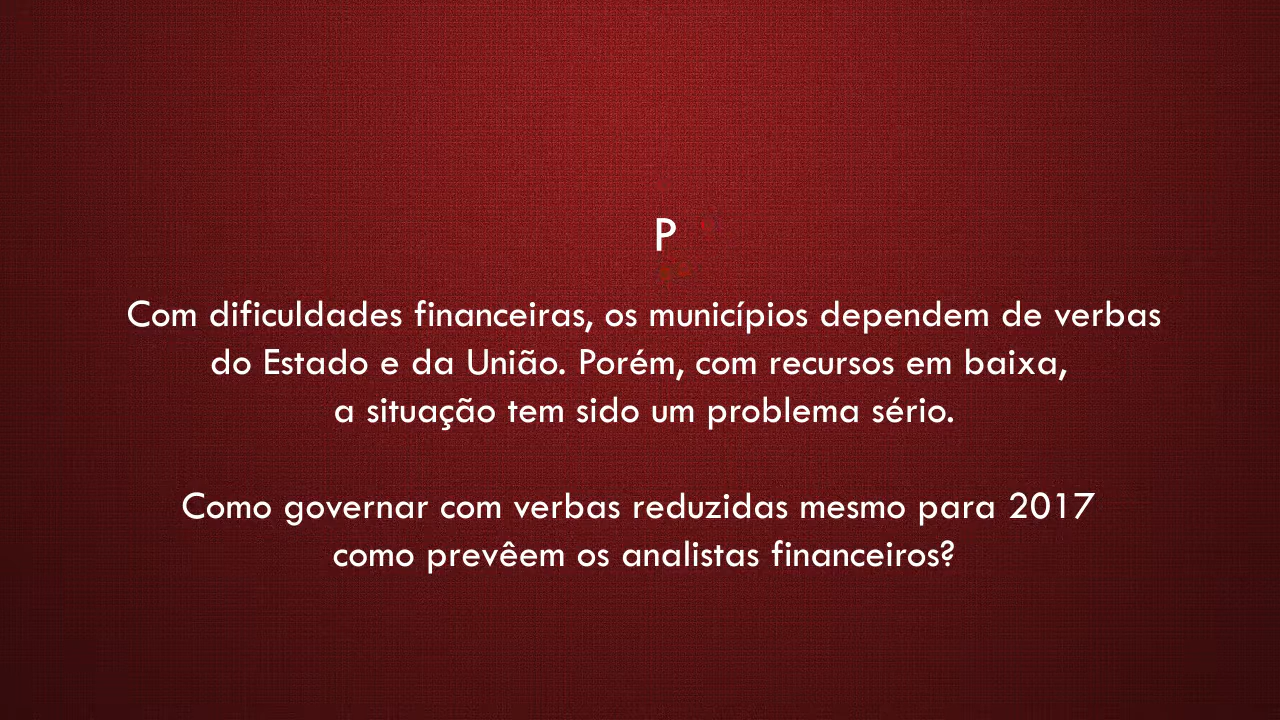 P
Com dificuldades financeiras, os municípios dependem de verbas
do Estado e da União. Porém, com recursos em baixa,
a situação tem sido um problema sério.
Como governar com verbas reduzidas mesmo para 2017
como prevêem os analistas financeiros?